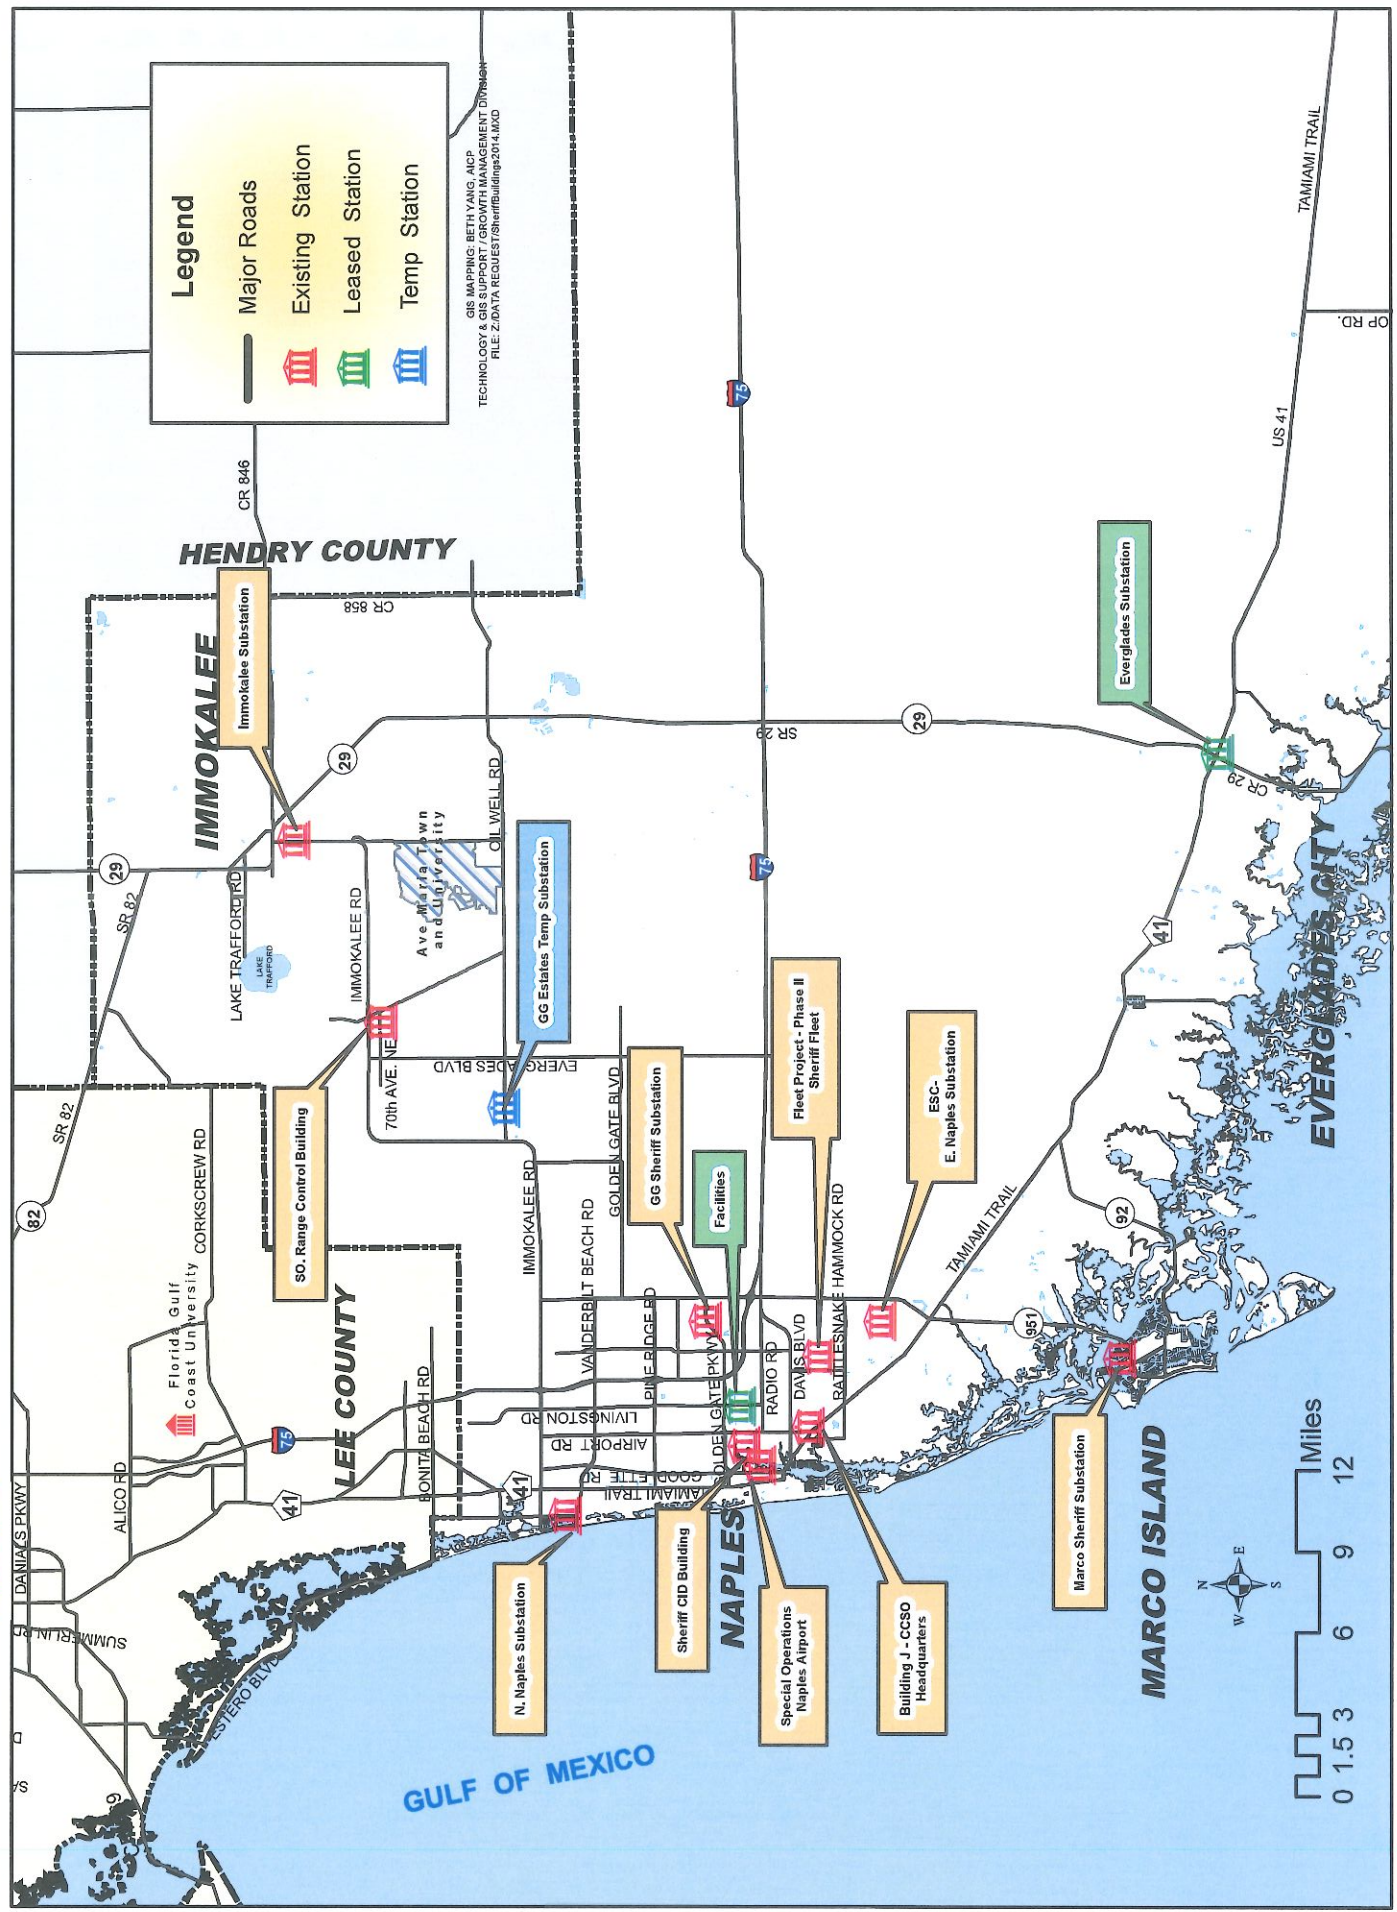 Legend
Major Roads
Existing Station
Leased Station
Temp Station
GIS MAPPING: BETH YANG, AICP
TECHNOLOGY & GIS SUPPORT / GROWTH MANAGEMENT DIVISION
FILE: Z:/DATA REQUEST/SheriffBuildings2014.MXD
HENDRY COUNTY
IMMOKALEE
LEE COUNTY
NAPLES
MARCO ISLAND
EVERGLADES CITY
GULF OF MEXICO
Immokalee Substation
SO. Range Control Building
GG Estates Temp Substation
GG Sheriff Substation
Facilities
Fleet Project - Phase II
Sheriff Fleet
ESC-
E. Naples Substation
Everglades Substation
N. Naples Substation
Sheriff CID Building
Special Operations
Naples Airport
Building J - CCSO
Headquarters
Marco Sheriff Substation
Florida Gulf
Coast University
Ave Maria Town
and University
LAKE
TRAFFORD
CR 846
CR 858
SR 82
SR 82
82
29
29
29
SR 29
CR 29
LAKE TRAFFORD RD
IMMOKALEE RD
OIL WELL RD
70th AVE. NE
EVERGLADES BLVD
CORKSCREW RD
IMMOKALEE RD
GOLDEN GATE BLVD
VANDERBILT BEACH RD
PINE RIDGE RD
GOLDEN GATE PKWY
RADIO RD
DAVIS BLVD
RATTLESNAKE HAMMOCK RD
LIVINGSTON RD
AIRPORT RD
GOODLETTE RD
TAMIAMI TRAIL
BONITA BEACH RD
ALICO RD
DANIALS PKWY
SUMMERLIN RD
ESTERO BLVD
TAMIAMI TRAIL
TAMIAMI TRAIL
US 41
OP RD.
75
75
75
41
41
41
92
951
N
E
S
W
0 1.5 3 6 9 12
Miles